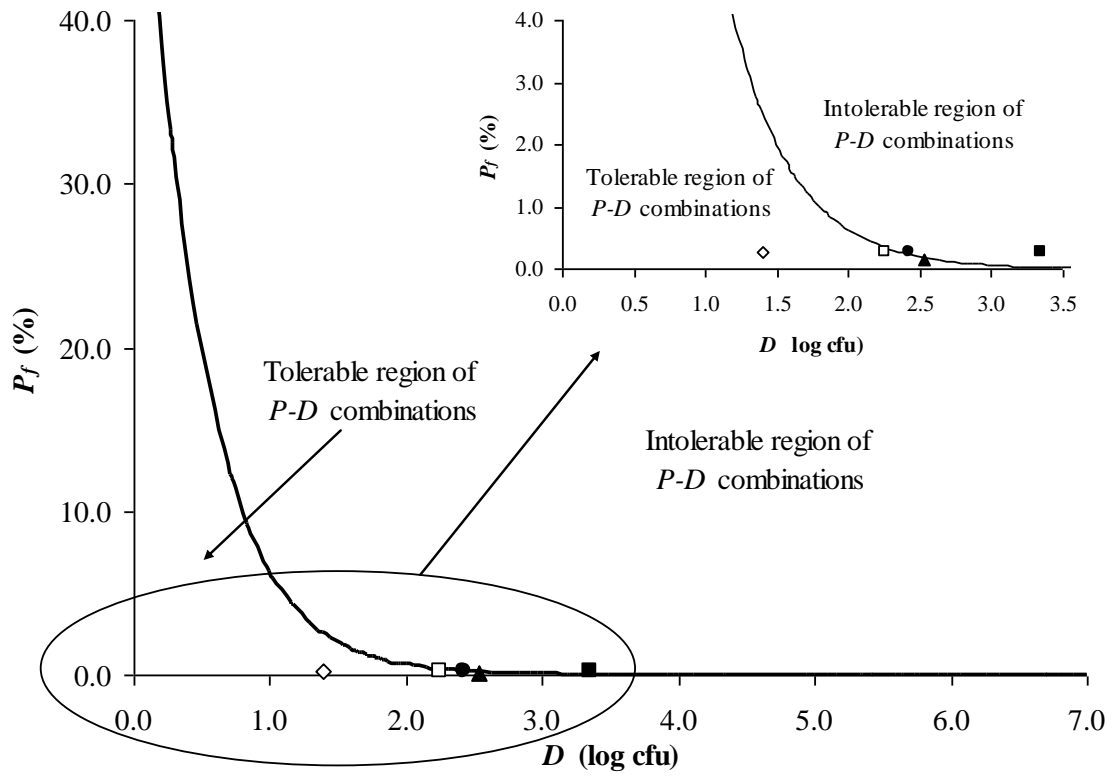 40.0
30.0
20.0
10.0
0.0
P_f (%)
0.0 1.0 2.0 3.0 4.0 5.0 6.0 7.0
D (log cfu)
Tolerable region of
P-D combinations
Intolerable region of
P-D combinations
4.0
3.0
2.0
1.0
0.0
P_f (%)
0.0 0.5 1.0 1.5 2.0 2.5 3.0 3.5
D log cfu)
Intolerable region of
P-D combinations
Tolerable region of
P-D combinations